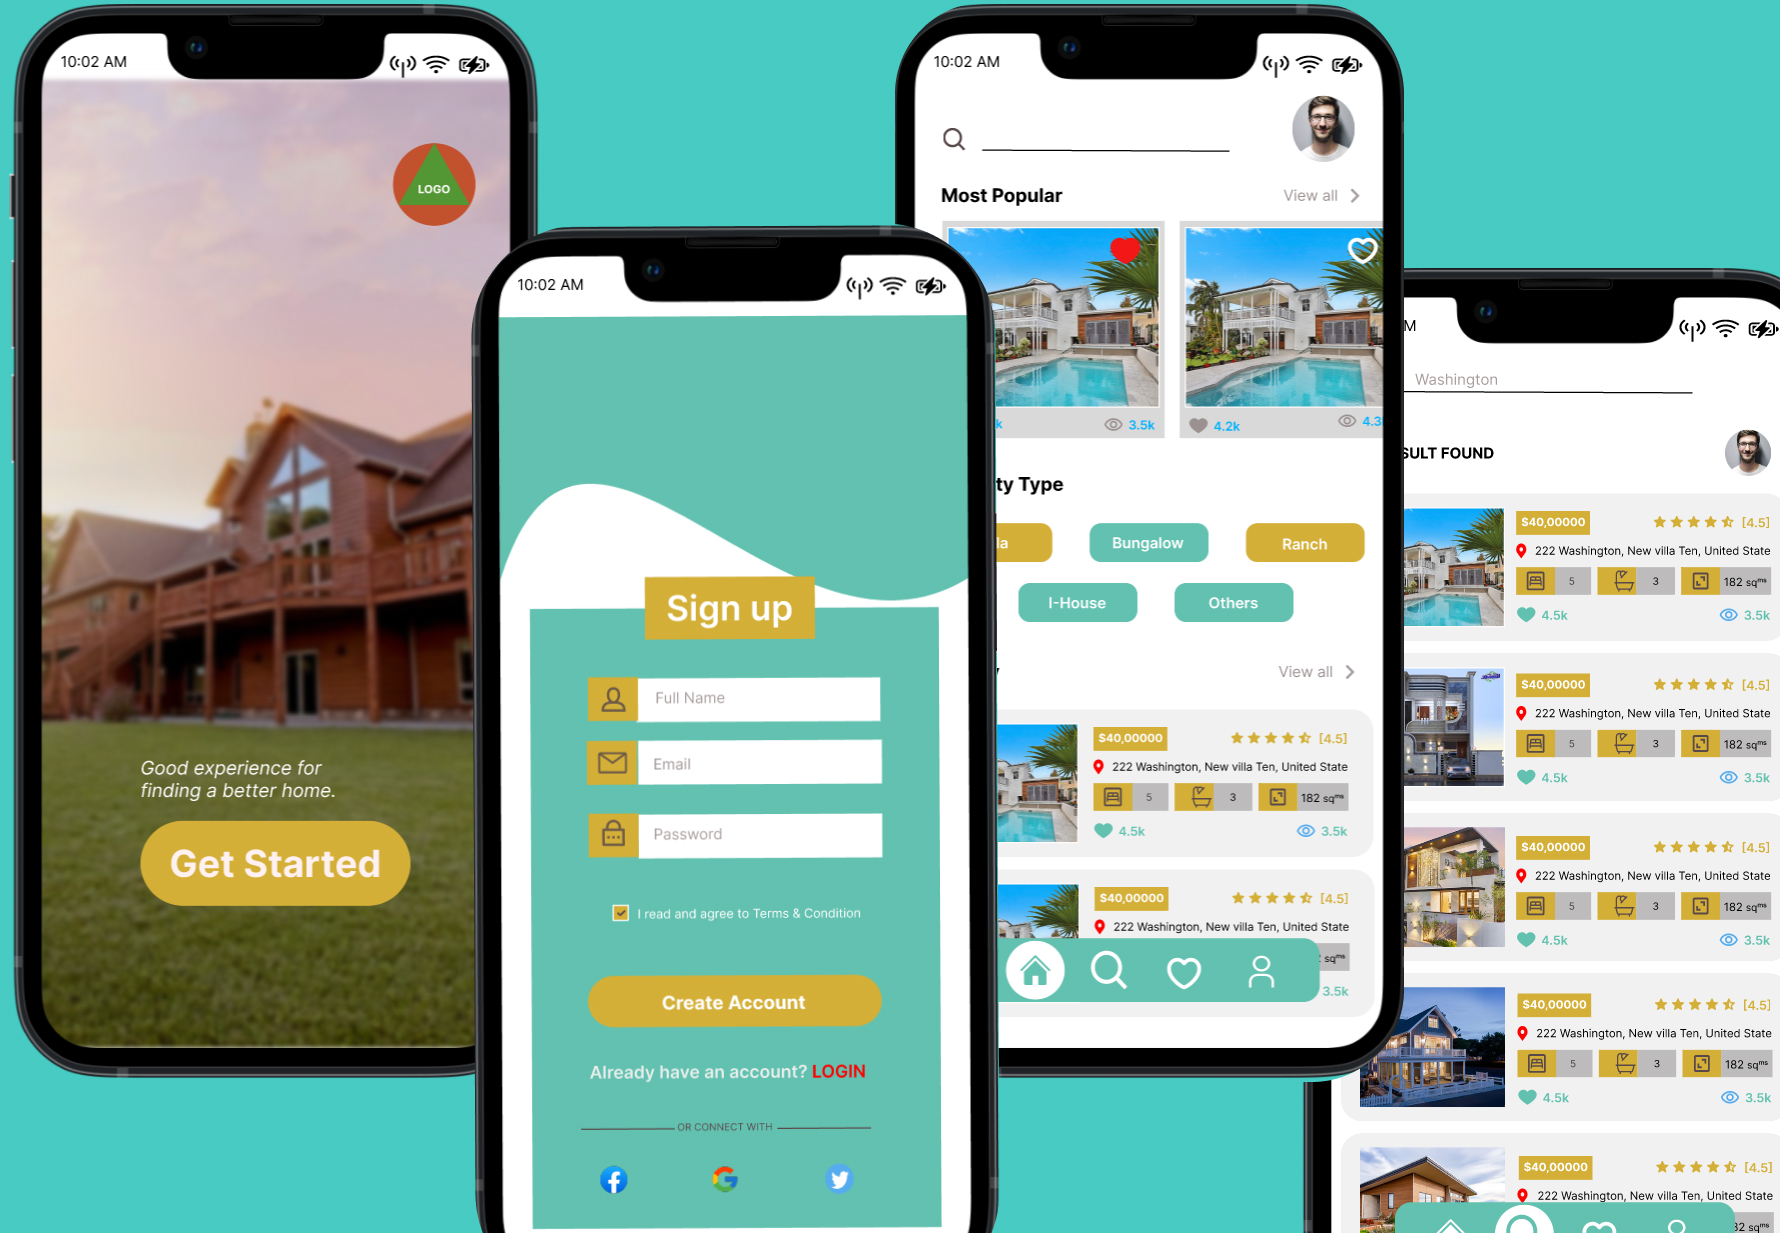 10:02 AM
LOGO
Good experience for
finding a better home.
Get Started
10:02 AM
Sign up
Full Name
Email
Password
I read and agree to Terms & Condition
Create Account
Already have an account? LOGIN
OR CONNECT WITH
10:02 AM
Most Popular
View all
k
3.5k
4.2k
4.3
ty Type
la
Bungalow
Ranch
I-House
Others
View all
$40,00000
[4.5]
222 Washington, New villa Ten, United State
5
3
182 sqᵐˢ
4.5k
3.5k
$40,00000
[4.5]
222 Washington, New villa Ten, United State
sqᵐˢ
3.5k
M
Washington
SULT FOUND
$40,00000
[4.5]
222 Washington, New villa Ten, United State
5
3
182 sqᵐˢ
4.5k
3.5k
$40,00000
[4.5]
222 Washington, New villa Ten, United State
5
3
182 sqᵐˢ
4.5k
3.5k
$40,00000
[4.5]
222 Washington, New villa Ten, United State
5
3
182 sqᵐˢ
4.5k
3.5k
$40,00000
[4.5]
222 Washington, New villa Ten, United State
5
3
182 sqᵐˢ
4.5k
3.5k
$40,00000
[4.5]
222 Washington, New villa Ten, United State
32 sqᵐˢ